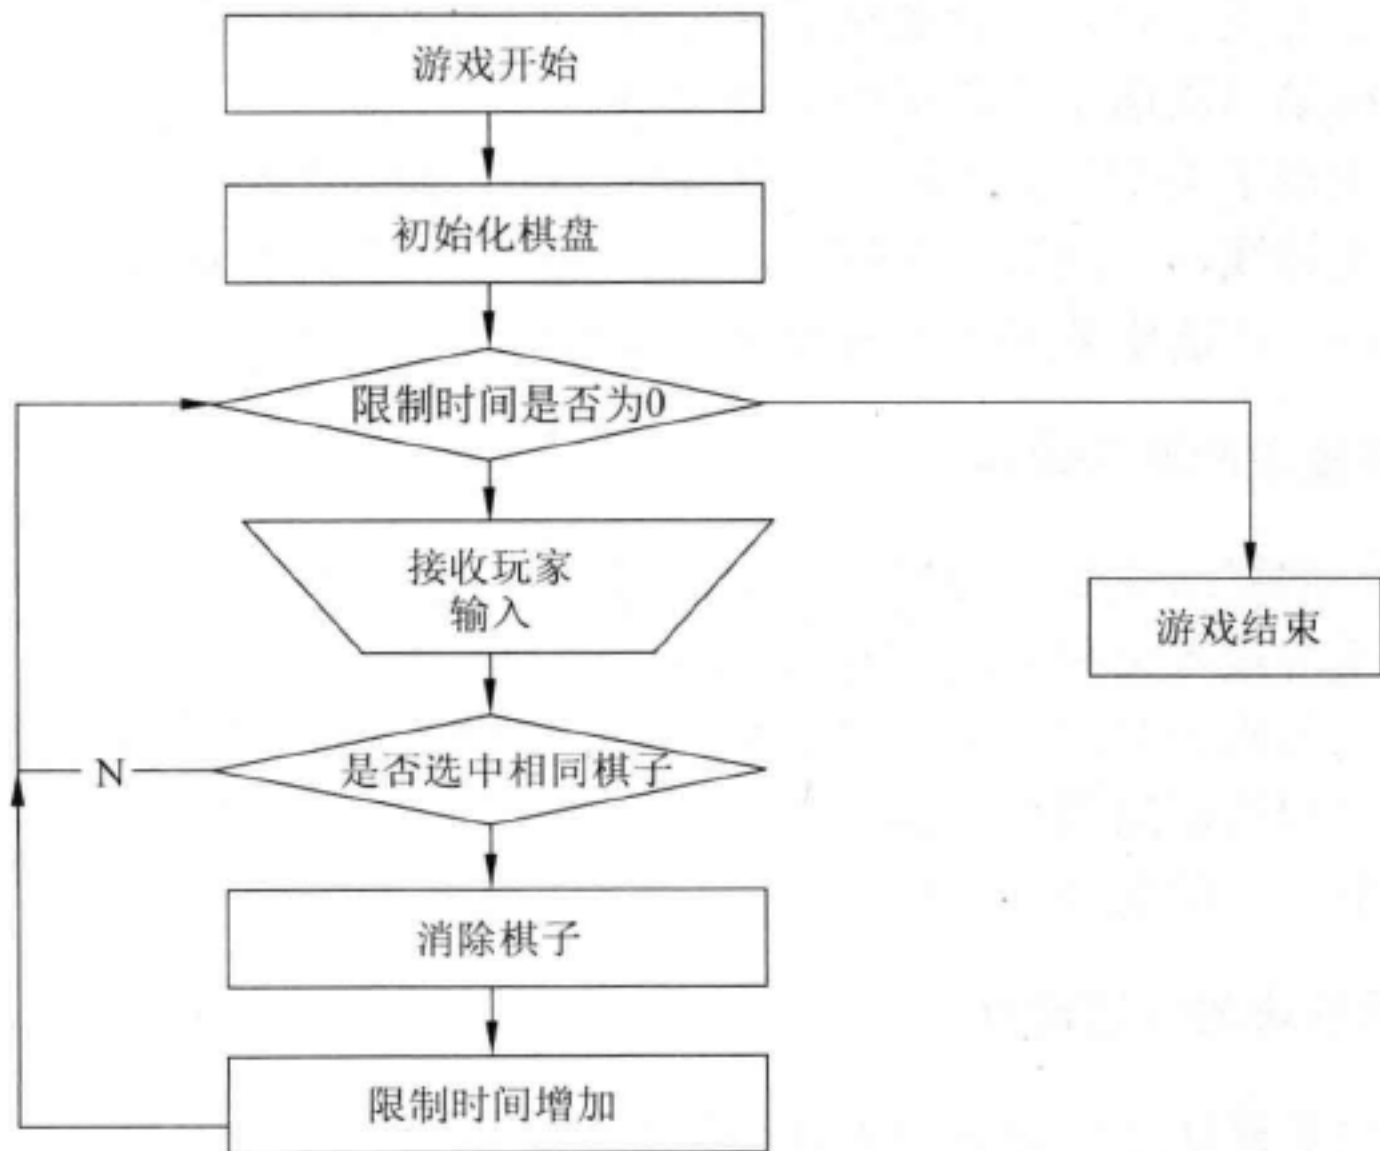 游戏开始
初始化棋盘
限制时间是否为0
接收玩家
输入
游戏结束
是否选中相同棋子
N
消除棋子
限制时间增加